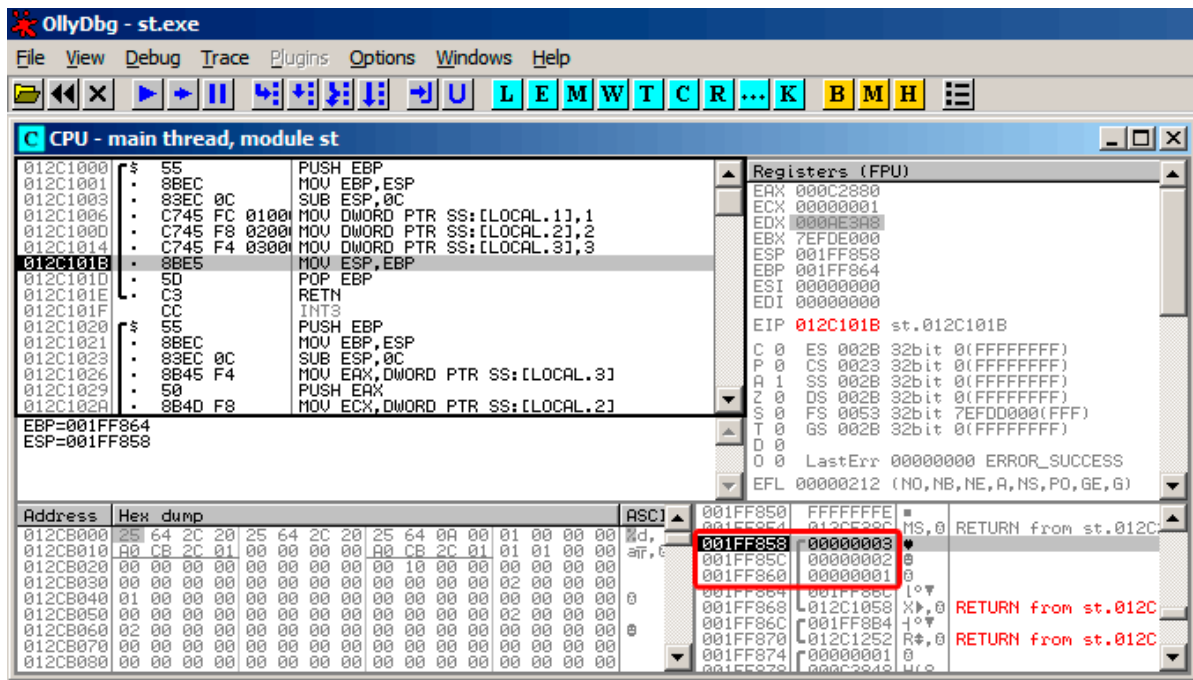 OllyDbg - st.exe
File View Debug Trace Plugins Options Windows Help
L E M W T C R ... K B M H
C CPU - main thread, module st
012C1000 $ 55 PUSH EBP
012C1001 . 8BEC MOV EBP,ESP
012C1003 . 83EC 0C SUB ESP,0C
012C1006 . C745 FC 0100 MOV DWORD PTR SS:[LOCAL.1],1
012C100D . C745 F8 0200 MOV DWORD PTR SS:[LOCAL.2],2
012C1014 . C745 F4 0300 MOV DWORD PTR SS:[LOCAL.3],3
012C101B . 8BE5 MOV ESP,EBP
012C101D . 5D POP EBP
012C101E . C3 RETN
012C101F CC INT3
012C1020 $ 55 PUSH EBP
012C1021 . 8BEC MOV EBP,ESP
012C1023 . 83EC 0C SUB ESP,0C
012C1026 . 8B45 F4 MOV EAX,DWORD PTR SS:[LOCAL.3]
012C1029 . 50 PUSH EAX
012C102A . 8B4D F8 MOV ECX,DWORD PTR SS:[LOCAL.2]
EBP=001FF864
ESP=001FF858
Registers (FPU)
EAX 000C2880
ECX 00000001
EDX 000AE3A8
EBX 7EFDE000
ESP 001FF858
EBP 001FF864
ESI 00000000
EDI 00000000
EIP 012C101B st.012C101B
C 0 ES 002B 32bit 0(FFFFFFFF)
P 0 CS 0023 32bit 0(FFFFFFFF)
A 1 SS 002B 32bit 0(FFFFFFFF)
Z 0 DS 002B 32bit 0(FFFFFFFF)
S 0 FS 0053 32bit 7EFDD000(FFF)
T 0 GS 002B 32bit 0(FFFFFFFF)
D 0
O 0 LastErr 00000000 ERROR_SUCCESS
EFL 00000212 (NO,NB,NE,A,NS,PO,GE,G)
Address Hex dump ASCI
012CB000 25 64 2C 20 25 64 2C 20 25 64 0A 00 01 00 00 00 %d,
012CB010 A0 CB 2C 01 00 00 00 00 A0 CB 2C 01 01 01 00 00
012CB020 00 00 00 00 00 00 00 00 00 10 00 00 00 00 00 00
012CB030 00 00 00 00 00 00 00 00 00 00 00 00 02 00 00 00
012CB040 01 00 00 00 00 00 00 00 00 00 00 00 00 00 00 00
012CB050 00 00 00 00 00 00 00 00 00 00 00 00 02 00 00 00
012CB060 02 00 00 00 00 00 00 00 00 00 00 00 00 00 00 00
012CB070 00 00 00 00 00 00 00 00 00 00 00 00 00 00 00 00
012CB080 00 00 00 00 00 00 00 00 00 00 00 00 00 00 00 00
001FF850 FFFFFFFE
001FF854 RETURN from st.012C
001FF858 00000003
001FF85C 00000002
001FF860 00000001
001FF864
001FF868 012C1058 RETURN from st.012C
001FF86C 001FF8B4
001FF870 012C1252 RETURN from st.012C
001FF874 00000001